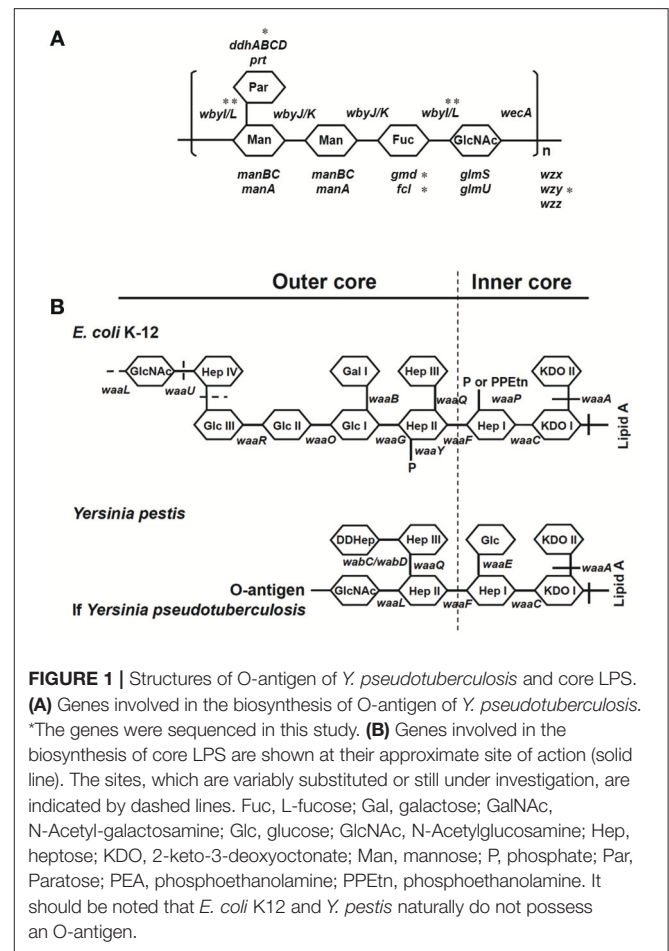 A
*
ddhABCD
prt
Par
** wbyI/L wbyJ/K wbyJ/K wbyI/L ** wecA
Man Man Fuc GlcNAc n
manBC manBC gmd * glmS wzx
manA manA fcl * glmU wzy *
wzz
Outer core Inner core
B
E. coli K-12
GlcNAc Hep IV Gal I Hep III P or PPEtn KDO II
waaL waaU waaB waaQ waaP waaA
Glc III Glc II Glc I Hep II Hep I KDO I Lipid A
waaR waaO waaG waaY waaF waaC
P
Yersinia pestis
DDHep Hep III Glc KDO II
wabC/wabD waaQ waaE waaA
O-antigen GlcNAc Hep II Hep I KDO I Lipid A
If Yersinia pseudotuberculosis waaL waaF waaC
FIGURE 1 | Structures of O-antigen of Y. pseudotuberculosis and core LPS.
(A) Genes involved in the biosynthesis of O-antigen of Y. pseudotuberculosis.
*The genes were sequenced in this study. (B) Genes involved in the
biosynthesis of core LPS are shown at their approximate site of action (solid
line). The sites, which are variably substituted or still under investigation, are
indicated by dashed lines. Fuc, L-fucose; Gal, galactose; GalNAc,
N-Acetyl-galactosamine; Glc, glucose; GlcNAc, N-Acetylglucosamine; Hep,
heptose; KDO, 2-keto-3-deoxyoctonate; Man, mannose; P, phosphate; Par,
Paratose; PEA, phosphoethanolamine; PPEtn, phosphoethanolamine. It
should be noted that E. coli K12 and Y. pestis naturally do not possess
an O-antigen.